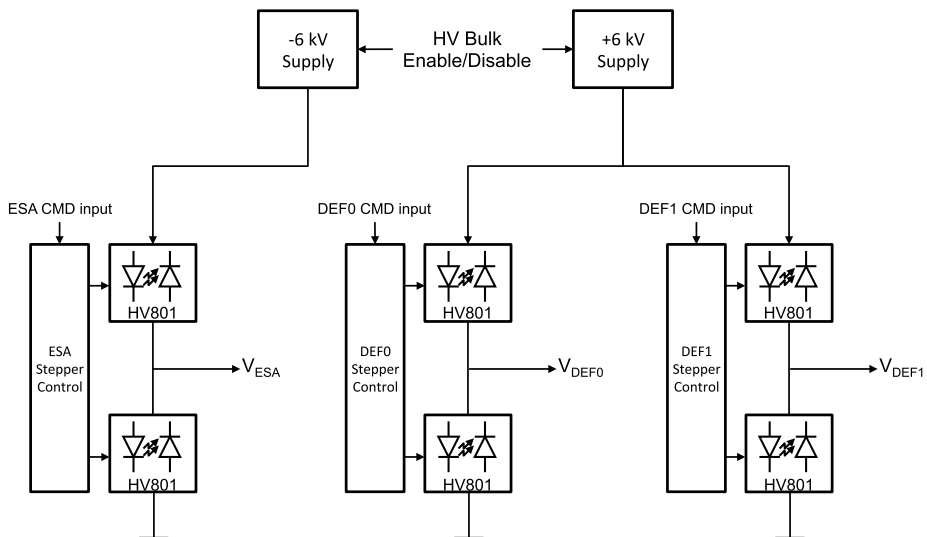 -6 kV
Supply
HV Bulk
Enable/Disable
+6 kV
Supply
ESA CMD input
DEF0 CMD input
DEF1 CMD input
HV801
HV801
HV801
ESA
Stepper
Control
V_ESA
DEF0
Stepper
Control
V_DEF0
DEF1
Stepper
Control
V_DEF1
HV801
HV801
HV801